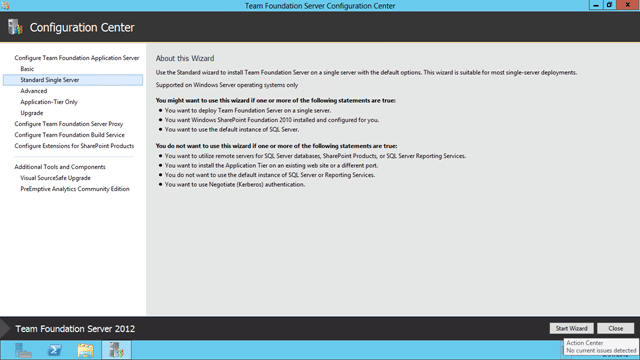 Team Foundation Server Configuration Center
Configuration Center
Configure Team Foundation Application Server
Basic
Standard Single Server
Advanced
Application-Tier Only
Upgrade
Configure Team Foundation Server Proxy
Configure Team Foundation Build Service
Configure Extensions for SharePoint Products
Additional Tools and Components
Visual SourceSafe Upgrade
PreEmptive Analytics Community Edition
About this Wizard
Use the Standard wizard to install Team Foundation Server on a single server with the default options. This wizard is suitable for most single-server deployments.
Supported on Windows Server operating systems only
You might want to use this wizard if one or more of the following statements are true:
• You want to deploy Team Foundation Server on a single server.
• You want Windows SharePoint Foundation 2010 installed and configured for you.
• You want to use the default instance of SQL Server.
You do not want to use this wizard if one or more of the following statements are true:
• You want to utilize remote servers for SQL Server databases, SharePoint Products, or SQL Server Reporting Services.
• You want to install the Application Tier on an existing web site or a different port.
• You do not want to use the default instance of SQL Server or Reporting Services.
• You want to use Negotiate (Kerberos) authentication.
Team Foundation Server 2012
Start Wizard
Close
Action Center
No current issues detected